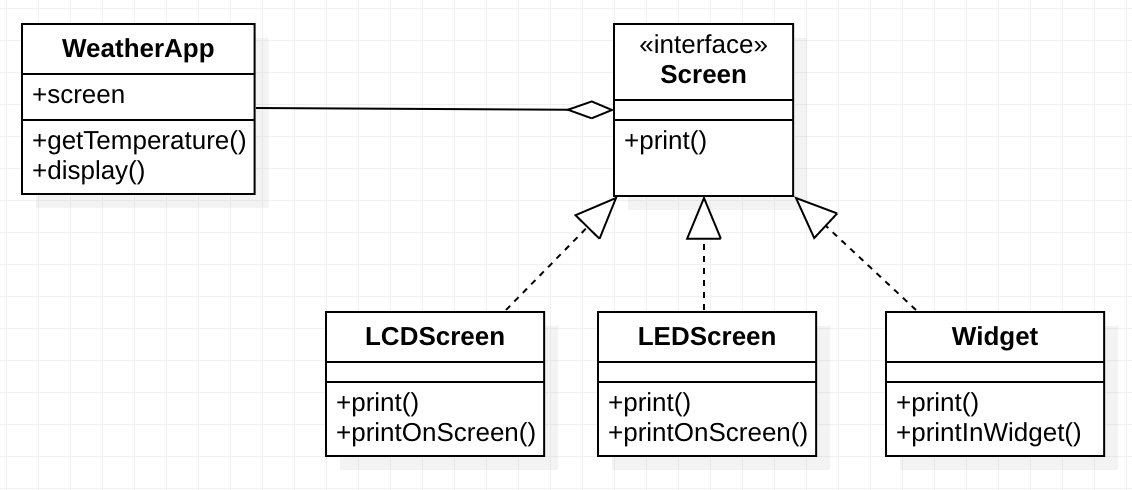 WeatherApp
+screen
+getTemperature()
+display()
«interface»
Screen
+print()
LCDScreen
+print()
+printOnScreen()
LEDScreen
+print()
+printOnScreen()
Widget
+print()
+printInWidget()